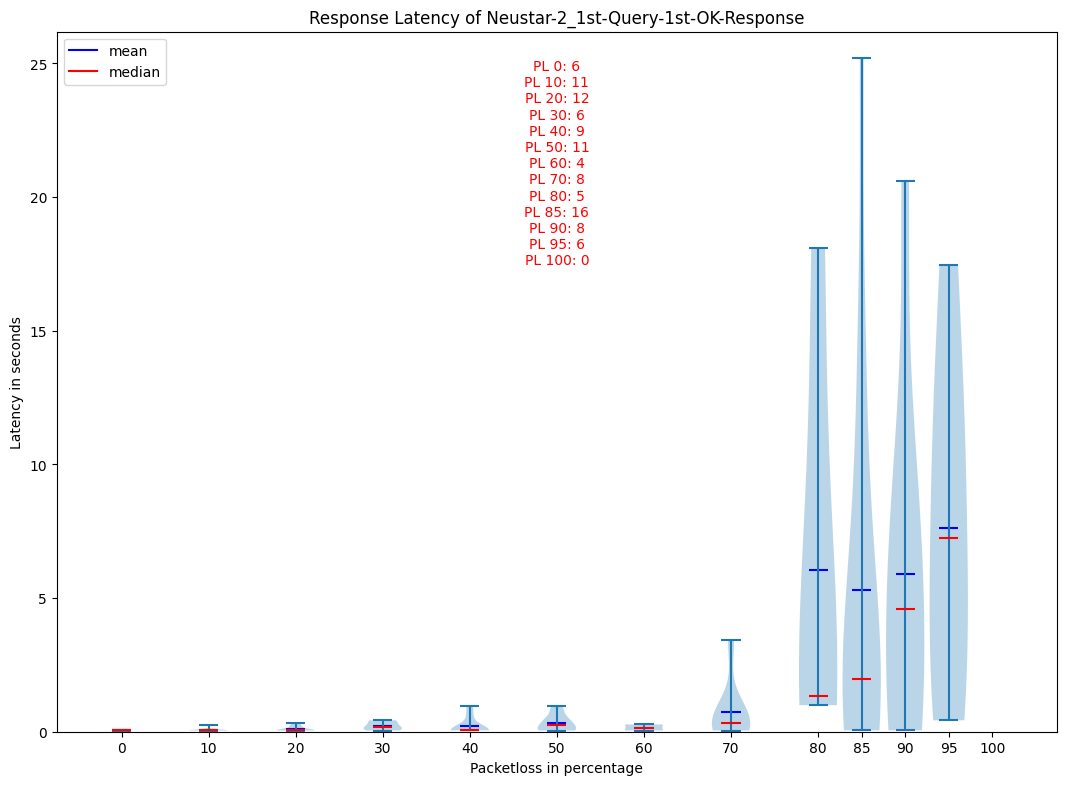 Response Latency of Neustar-2_1st-Query-1st-OK-Response
mean
median
PL 0: 6
PL 10: 11
PL 20: 12
PL 30: 6
PL 40: 9
PL 50: 11
PL 60: 4
PL 70: 8
PL 80: 5
PL 85: 16
PL 90: 8
PL 95: 6
PL 100: 0
25
20
15
10
5
0
Latency in seconds
0 10 20 30 40 50 60 70 80 85 90 95 100
Packetloss in percentage